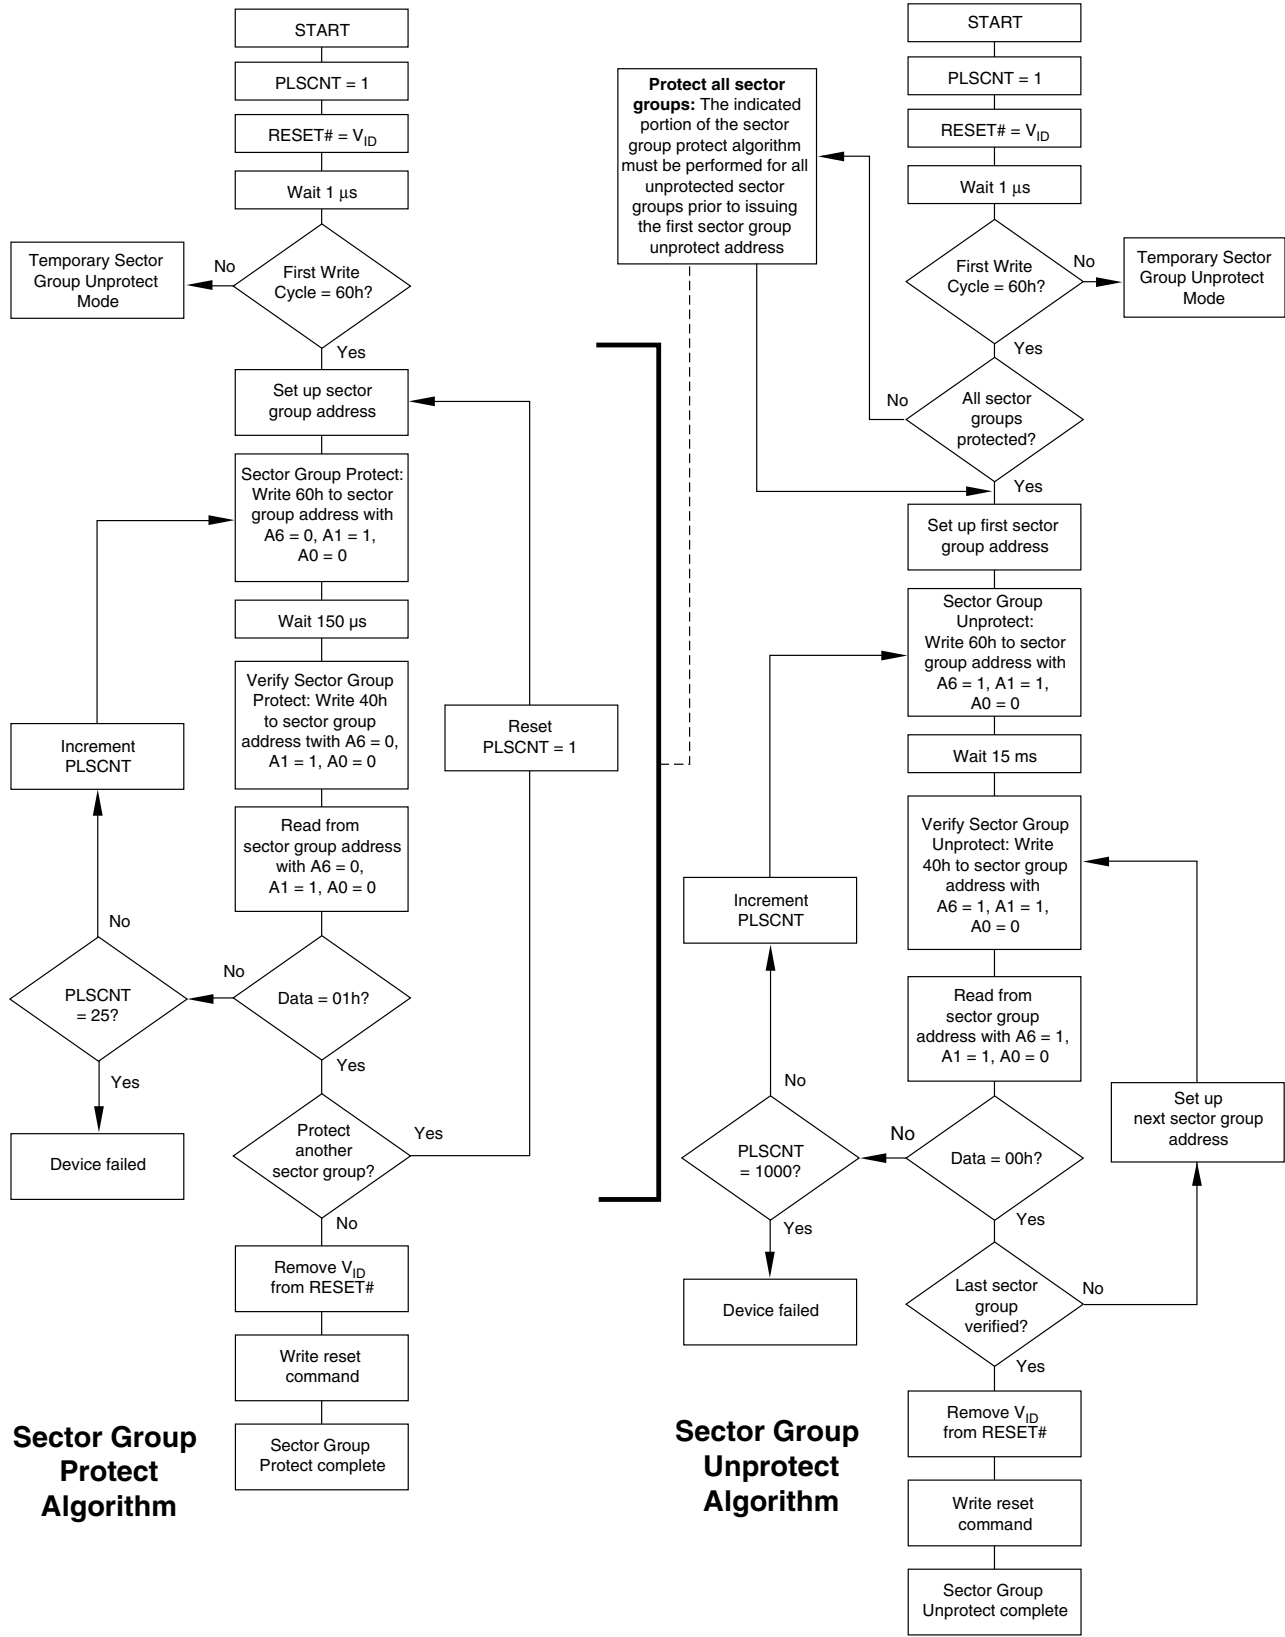 START
PLSCNT = 1
RESET# = VID
Wait 1 μs
First Write
Cycle = 60h?
No
Temporary Sector
Group Unprotect
Mode
Yes
Set up sector
group address
Sector Group Protect:
Write 60h to sector
group address with
A6 = 0, A1 = 1,
A0 = 0
Wait 150 µs
Verify Sector Group
Protect: Write 40h
to sector group
address twith A6 = 0,
A1 = 1, A0 = 0
Reset
PLSCNT = 1
Increment
PLSCNT
Read from
sector group address
with A6 = 0,
A1 = 1, A0 = 0
No
No
PLSCNT
= 25?
Data = 01h?
Yes
Yes
Device failed
Protect
another
sector group?
Yes
No
Remove VID
from RESET#
Write reset
command
Sector Group
Protect complete
Sector Group
Protect
Algorithm
START
PLSCNT = 1
RESET# = VID
Wait 1 μs
Protect all sector
groups: The indicated
portion of the sector
group protect algorithm
must be performed for all
unprotected sector
groups prior to issuing
the first sector group
unprotect address
First Write
Cycle = 60h?
No
Temporary Sector
Group Unprotect
Mode
Yes
No
All sector
groups
protected?
Yes
Set up first sector
group address
Sector Group
Unprotect:
Write 60h to sector
group address with
A6 = 1, A1 = 1,
A0 = 0
Wait 15 ms
Verify Sector Group
Unprotect: Write
40h to sector group
address with
A6 = 1, A1 = 1,
A0 = 0
Increment
PLSCNT
Read from
sector group
address with A6 = 1,
A1 = 1, A0 = 0
No
Set up
next sector group
address
PLSCNT
= 1000?
No
Data = 00h?
Yes
Yes
Device failed
Last sector
group
verified?
No
Yes
Remove VID
from RESET#
Write reset
command
Sector Group
Unprotect complete
Sector Group
Unprotect
Algorithm